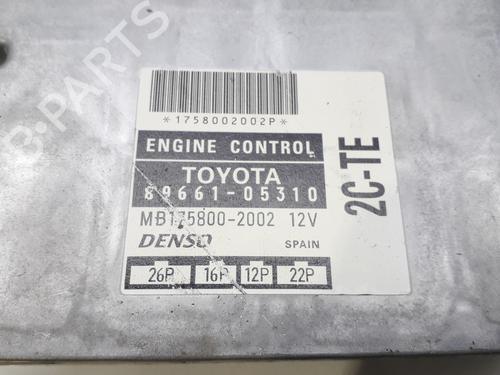 B-PARTS
*1758002002P*
ENGINE CONTROL
TOYOTA
89661-05310
MB175800-2002 12V
DENSO SPAIN
26P 16P 12P 22P
2C-TE